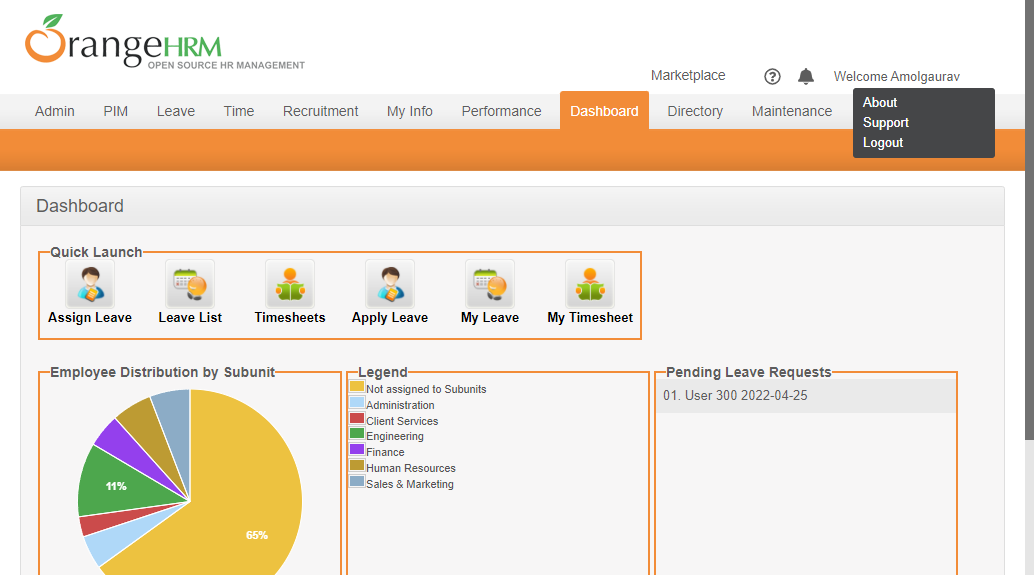 OrangeHRM
OPEN SOURCE HR MANAGEMENT
Marketplace ? Welcome Amolgaurav
Admin PIM Leave Time Recruitment My Info Performance Dashboard Directory Maintenance
About
Support
Logout
Dashboard
Quick Launch
Assign Leave Leave List Timesheets Apply Leave My Leave My Timesheet
Employee Distribution by Subunit
11%
65%
Legend
Not assigned to Subunits
Administration
Client Services
Engineering
Finance
Human Resources
Sales & Marketing
Pending Leave Requests
01. User 300 2022-04-25